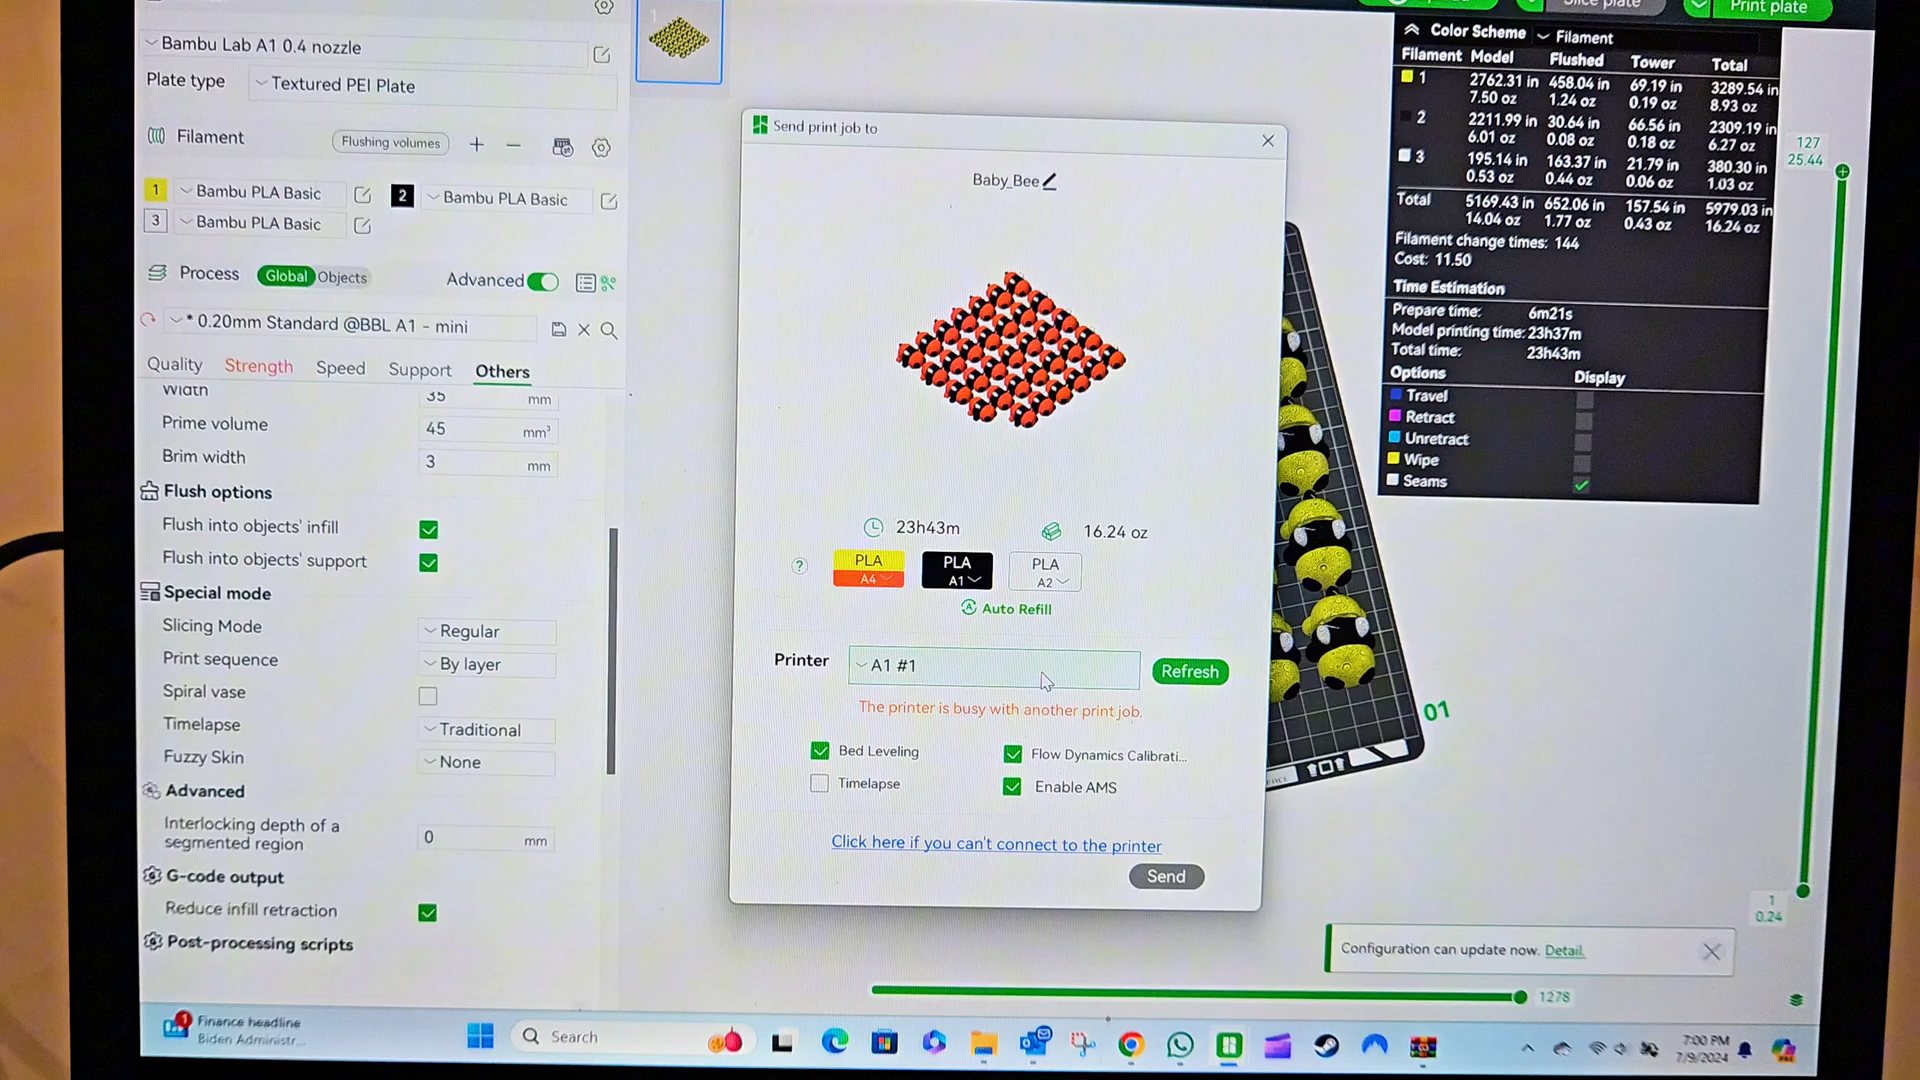 Bambu Lab A1 0.4 nozzle
Plate type
Textured PEI Plate
Filament
Flushing volumes
1
Bambu PLA Basic
2
Bambu PLA Basic
3
Bambu PLA Basic
Process
Global
Objects
Advanced
* 0.20mm Standard @BBL A1 - mini
Quality
Strength
Speed
Support
Others
Width
35
mm
Prime volume
45
mm³
Brim width
3
mm
Flush options
Flush into objects' infill
Flush into objects' support
Special mode
Slicing Mode
Regular
Print sequence
By layer
Spiral vase
Timelapse
Traditional
Fuzzy Skin
None
Advanced
Interlocking depth of a
segmented region
0
mm
G-code output
Reduce infill retraction
Post-processing scripts
1
Send print job to
Baby_Bee
23h43m
16.24 oz
?
PLA
A4
PLA
A1
PLA
A2
Auto Refill
Printer
A1 #1
Refresh
The printer is busy with another print job.
Bed Leveling
Flow Dynamics Calibrati...
Timelapse
Enable AMS
Click here if you can't connect to the printer
Send
Slice plate
Print plate
Color Scheme
Filament
Filament Model Flushed Tower Total
1 2762.31 in 458.04 in 69.19 in 3289.54 in
7.50 oz 1.24 oz 0.19 oz 8.93 oz
2 2211.99 in 30.64 in 66.56 in 2309.19 in
6.01 oz 0.08 oz 0.18 oz 6.27 oz
3 195.14 in 163.37 in 21.79 in 380.30 in
0.53 oz 0.44 oz 0.06 oz 1.03 oz
Total 5169.43 in 652.06 in 157.54 in 5979.03 in
14.04 oz 1.77 oz 0.43 oz 16.24 oz
Filament change times: 144
Cost: 11.50
Time Estimation
Prepare time: 6m21s
Model printing time: 23h37m
Total time: 23h43m
Options Display
Travel
Retract
Unretract
Wipe
Seams
127
25.44
01
1
0.24
Configuration can update now. Detail.
1278
1
Finance headline
Biden Administr...
Search
7:00 PM
7/9/2024